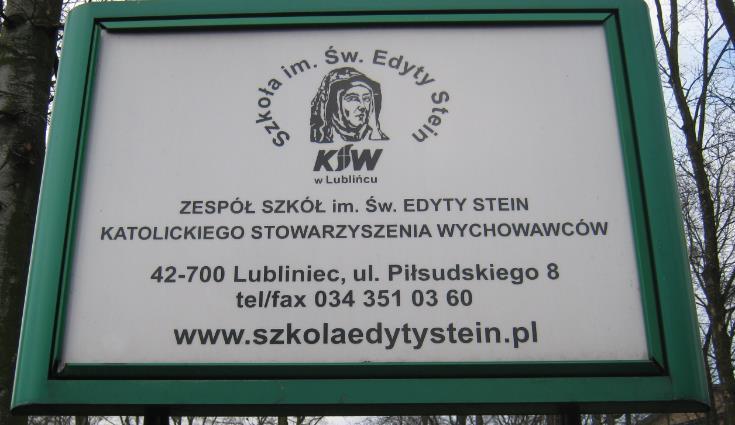 Szkoła im. Św. Edyty Stein
KSW
w Lublińcu
ZESPÓŁ SZKÓŁ im. Św. EDYTY STEIN
KATOLICKIEGO STOWARZYSZENIA WYCHOWAWCÓW
42-700 Lubliniec, ul. Piłsudskiego 8
tel/fax 034 351 03 60
www.szkolaedytystein.pl